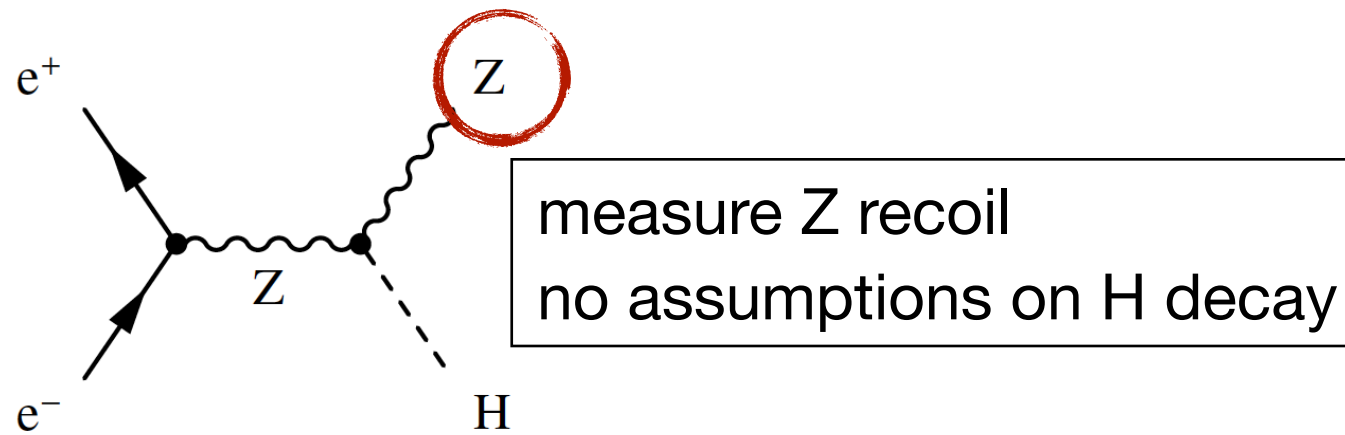 e⁺
Z
measure Z recoil
no assumptions on H decay
Z
e⁻
H